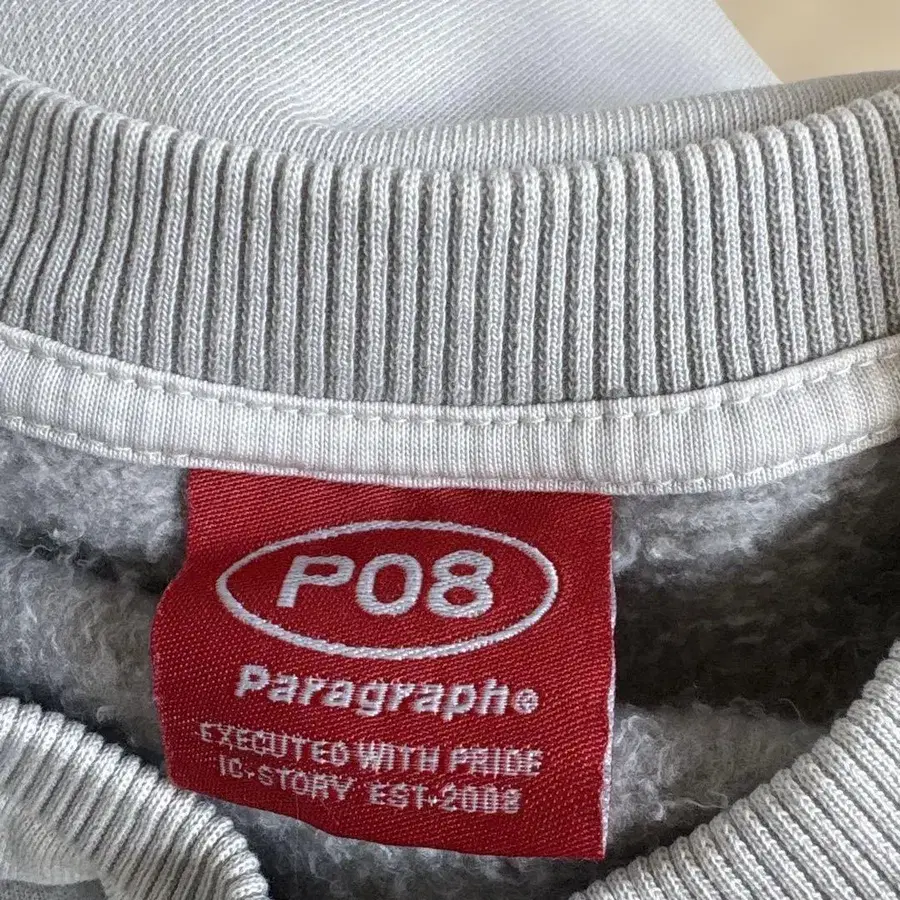 P08
Paragraph®
EXECUTED WITH PRIDE
IC•STORY EST•2008